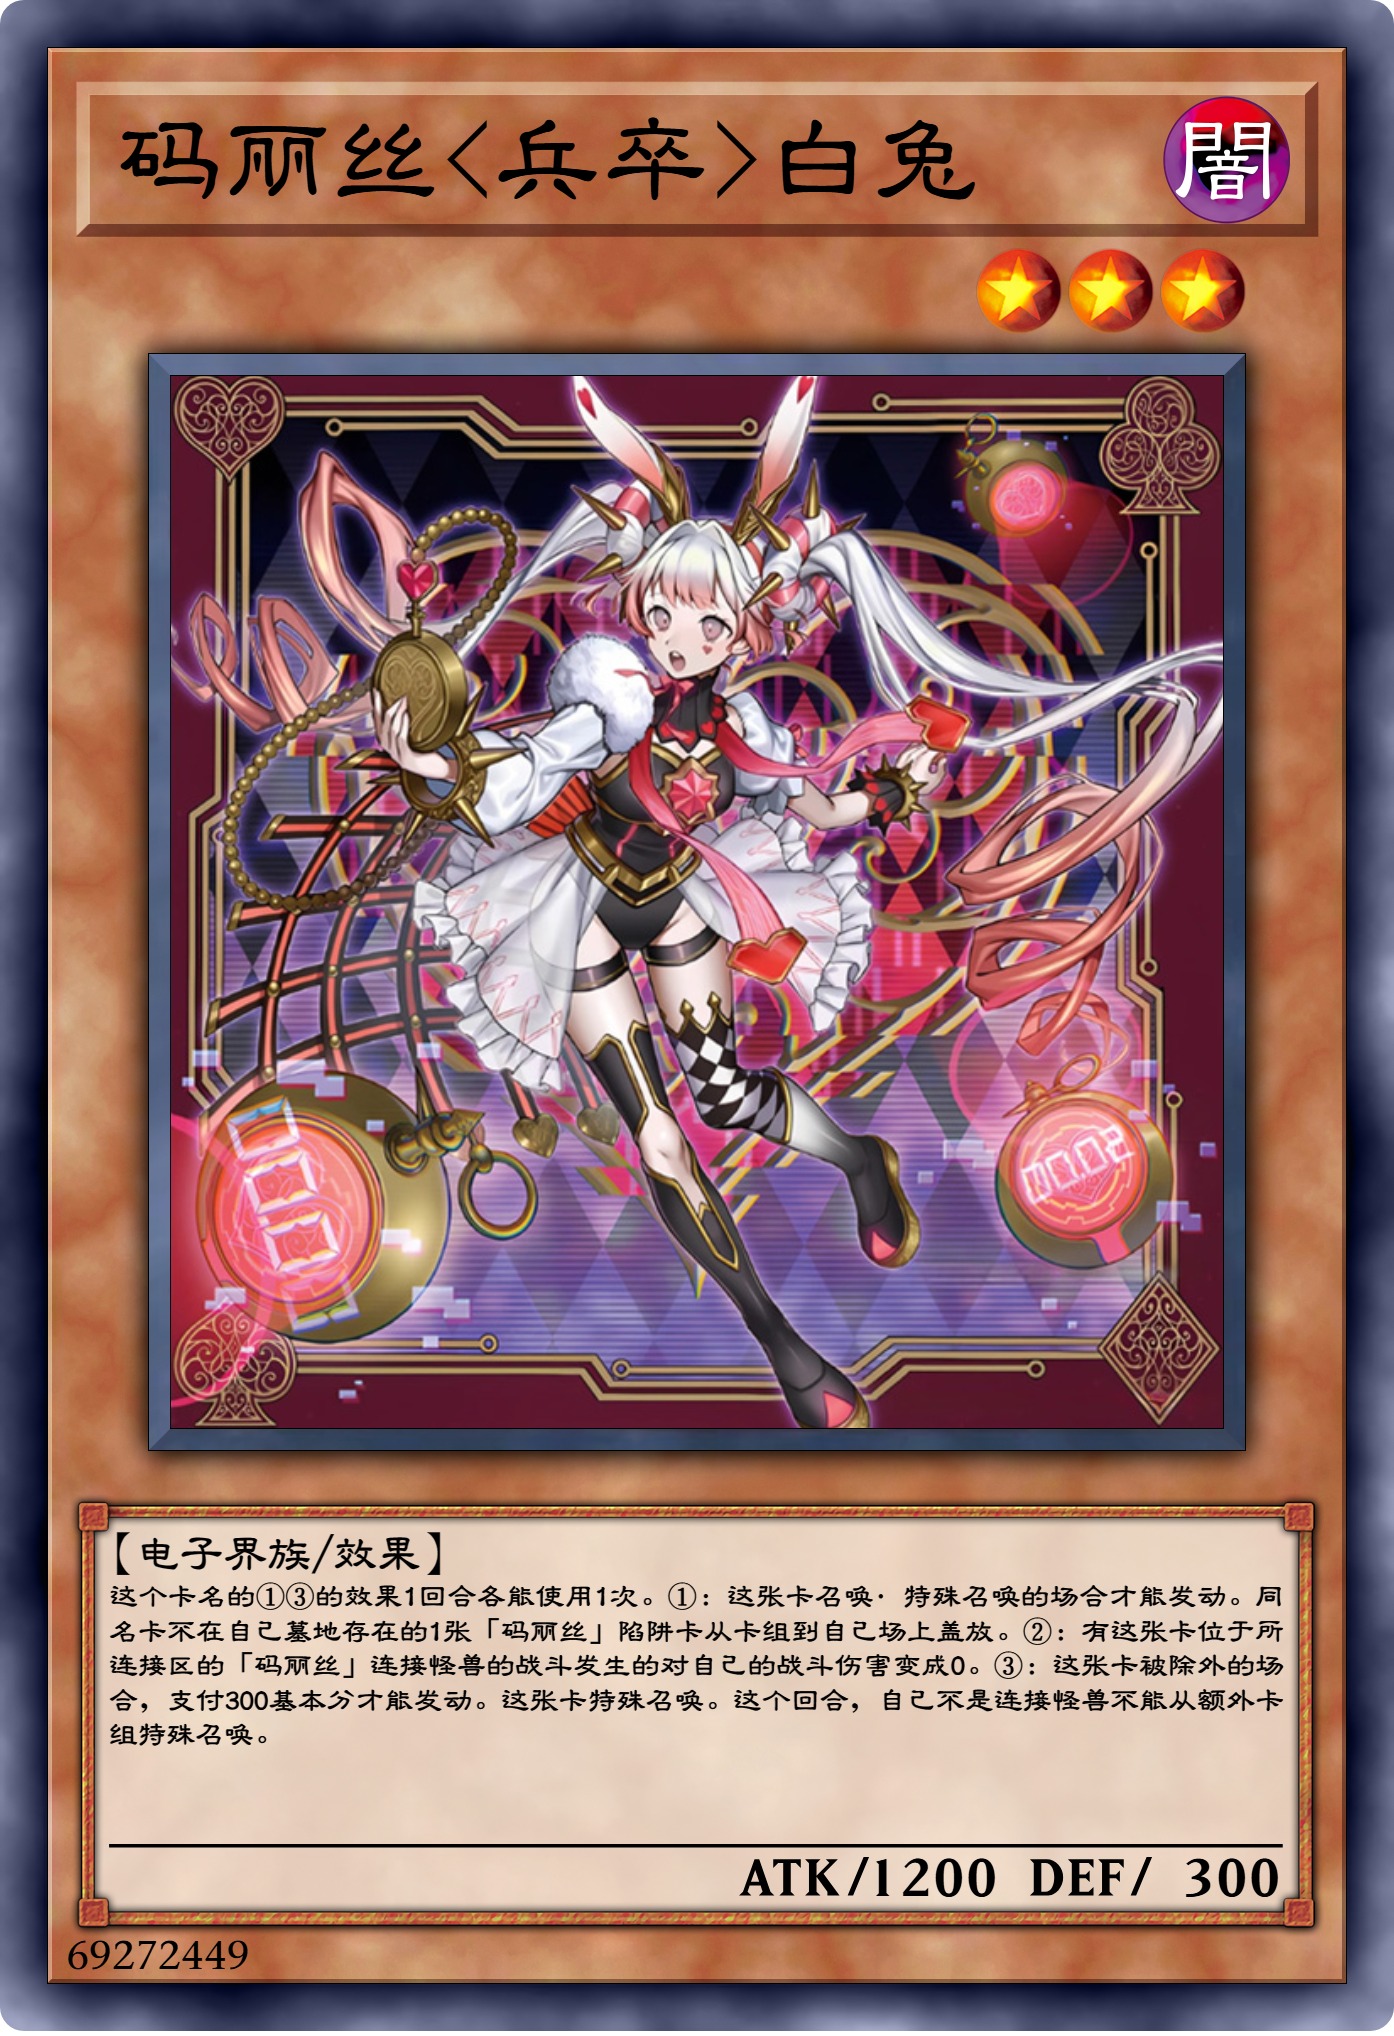 码丽丝<兵卒>白兔
闇
【电子界族/效果】
这个卡名的①③的效果1回合各能使用1次。①：这张卡召唤·特殊召唤的场合才能发动。同
名卡不在自己墓地存在的1张「码丽丝」陷阱卡从卡组到自己场上盖放。②：有这张卡位于所
连接区的「码丽丝」连接怪兽的战斗发生的对自己的战斗伤害变成0。③：这张卡被除外的场
合，支付300基本分才能发动。这张卡特殊召唤。这个回合，自己不是连接怪兽不能从额外卡
组特殊召唤。
ATK/1200 DEF/ 300
69272449